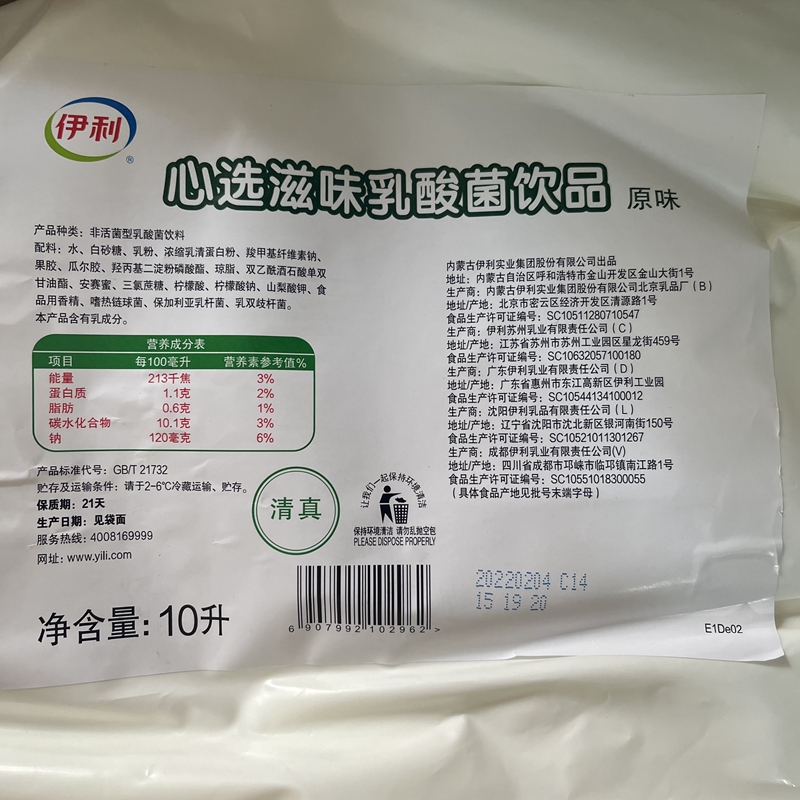 伊利
®
心选滋味乳酸菌饮品 原味
产品种类：非活菌型乳酸菌饮料
配料：水、白砂糖、乳粉、浓缩乳清蛋白粉、羧甲基纤维素钠、
果胶、瓜尔胶、羟丙基二淀粉磷酸酯、琼脂、双乙酰酒石酸单双
甘油酯、安赛蜜、三氯蔗糖、柠檬酸、柠檬酸钠、山梨酸钾、食
品用香精、嗜热链球菌、保加利亚乳杆菌、乳双歧杆菌。
本产品含有乳成分。
营养成分表
项目 每100毫升 营养素参考值%
能量 213千焦 3%
蛋白质 1.1克 2%
脂肪 0.6克 1%
碳水化合物 10.1克 3%
钠 120毫克 6%
产品标准代号：GB/T 21732
贮存及运输条件：请于2-6℃冷藏运输、贮存。
保质期：21天
生产日期：见袋面
服务热线：4008169999
网址：www.yili.com
净含量：10升
清真
让我们一起保持环境清洁
保持环境清洁 请勿乱抛空包
PLEASE DISPOSE PROPERLY
6 907992 102962 >
内蒙古伊利实业集团股份有限公司出品
地址：内蒙古自治区呼和浩特市金山开发区金山大街1号
生产商：内蒙古伊利实业集团股份有限公司北京乳品厂(B)
地址/产地：北京市密云区经济开发区清源路1号
食品生产许可证编号：SC10511280710547
生产商：伊利苏州乳业有限责任公司(C)
地址/产地：江苏省苏州市苏州工业园区星龙街459号
食品生产许可证编号：SC10632057100180
生产商：广东伊利乳业有限责任公司(D)
地址/产地：广东省惠州市东江高新区伊利工业园
食品生产许可证编号：SC10544134100012
生产商：沈阳伊利乳品有限责任公司(L)
地址/产地：辽宁省沈阳市沈北新区银河南街150号
食品生产许可证编号：SC10521011301267
生产商：成都伊利乳业有限责任公司(V)
地址/产地：四川省成都市邛崃市临邛镇南江路1号
食品生产许可证编号：SC10551018300055
(具体食品产地见批号末端字母)
20220204 C14
15 19 20
E1De02